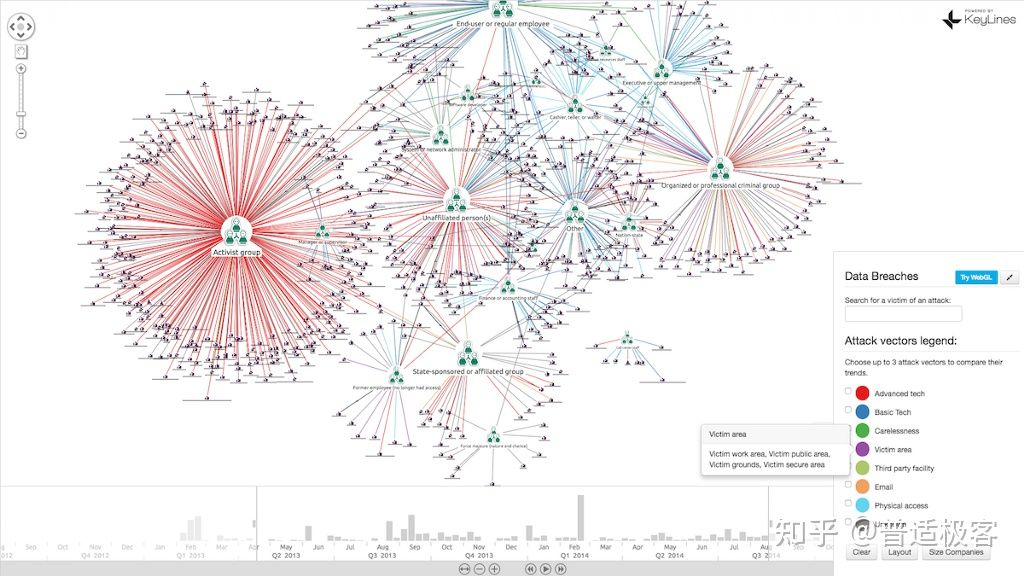 POWERED BY
KeyLines
End-user or regular employee
Executive or upper management
Software developer
Cashier, teller, or waiter
System or network administrator
Organized or professional criminal group
Unaffiliated person(s)
Other
Nation-state
Manager or supervisor
Activist group
Finance or accounting staff
State-sponsored or affiliated group
Former employee (no longer had access)
Force majeure (nature and chance)
Data Breaches
Try WebGL
Search for a victim of an attack:
Attack vectors legend:
Choose up to 3 attack vectors to compare their
trends.
Advanced tech
Basic Tech
Carelessness
Victim area
Third party facility
Email
Physical access
Victim area
Victim work area, Victim public area,
Victim grounds, Victim secure area
Clear
Layout
Size Companies
Sep Oct Nov Dec Jan Feb Mar Apr May Jun Jul Aug Sep Oct Nov Dec Jan Feb Mar Apr May Jun Jul Aug
2012 Q4 2012 Q1 2013 Q2 2013 Q3 2013 Q4 2013 Q1 2014 Q2 2014 Q3 2014
知乎 @普适极客